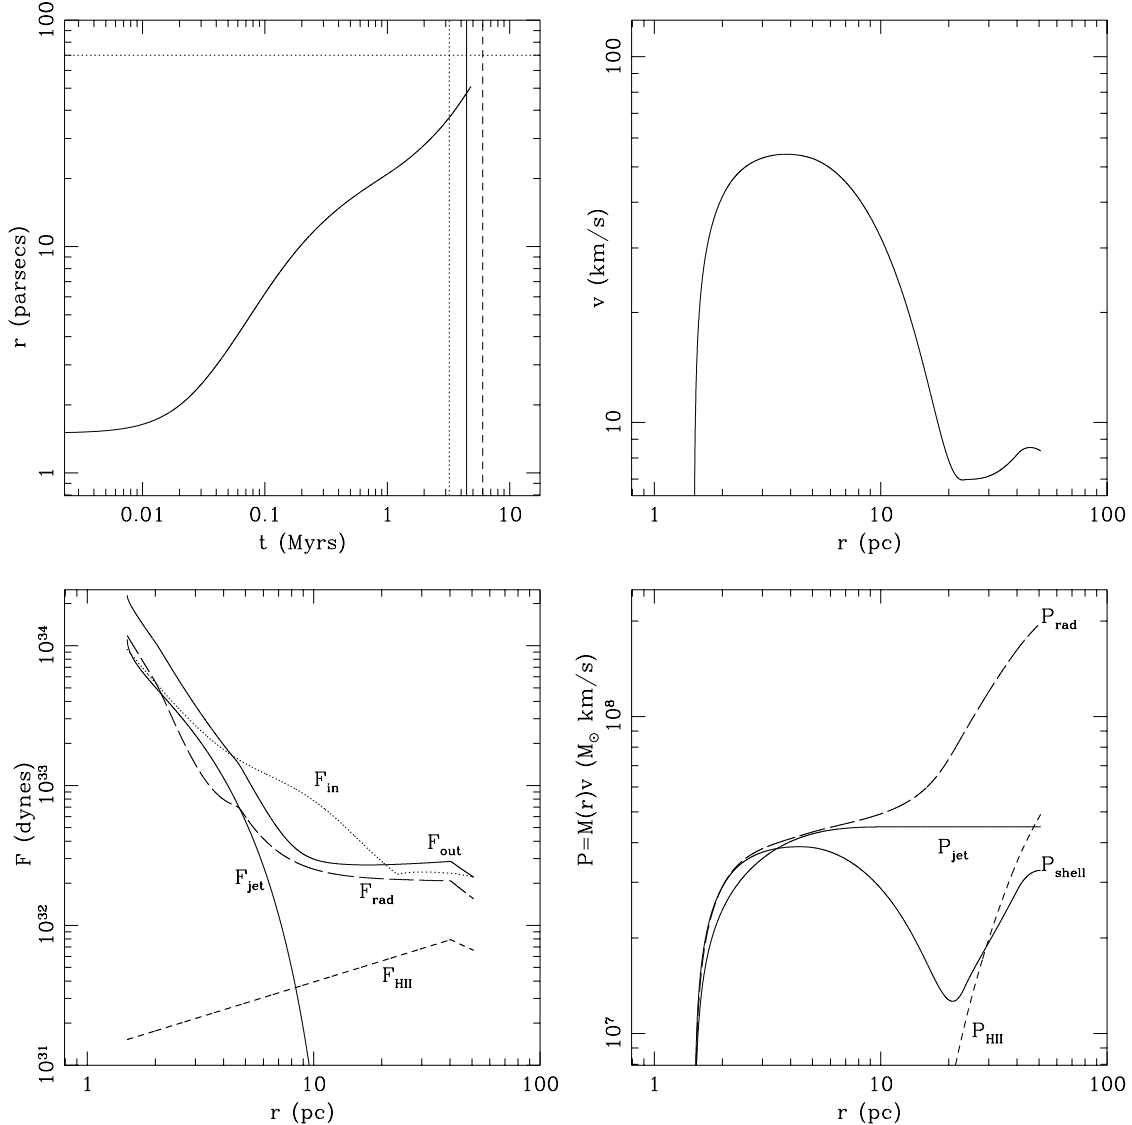 100
10
1
r (parsecs)
0.01 0.1 1 10
t (Myrs)
100
10
v (km/s)
1 10 100
r (pc)
10^34
10^33
10^32
10^31
F (dynes)
F_in
F_out
F_jet
F_rad
F_HII
1 10 100
r (pc)
10^8
10^7
P=M(r)v (M_⊙ km/s)
P_rad
P_jet
P_shell
P_HII
1 10 100
r (pc)